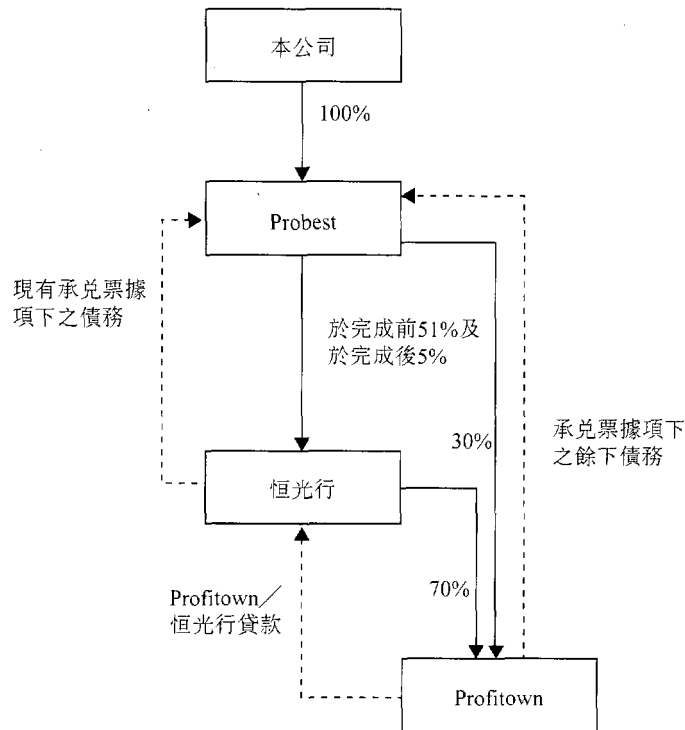 本公司
100%
Probest
現有承兑票據
項下之債務
於完成前51%及
於完成後5%
30%
承兑票據項下
之餘下債務
恒光行
Profitown／
恒光行貸款
70%
Profitown